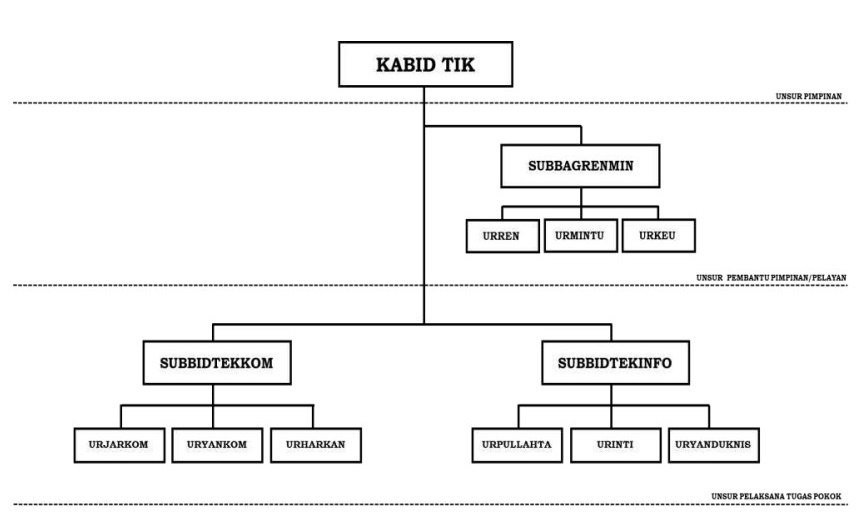 KABID TIK
UNSUR PIMPINAN
SUBBAGRENMIN
URREN
URMINTU
URKEU
UNSUR PEMBANTU PIMPINAN/PELAYAN
SUBBIDTEKKOM
SUBBIDTEKINFO
URJARKOM
URYANKOM
URHARKAN
URPULLAHTA
URINTI
URYANDUKNIS
UNSUR PELAKSANA TUGAS POKOK